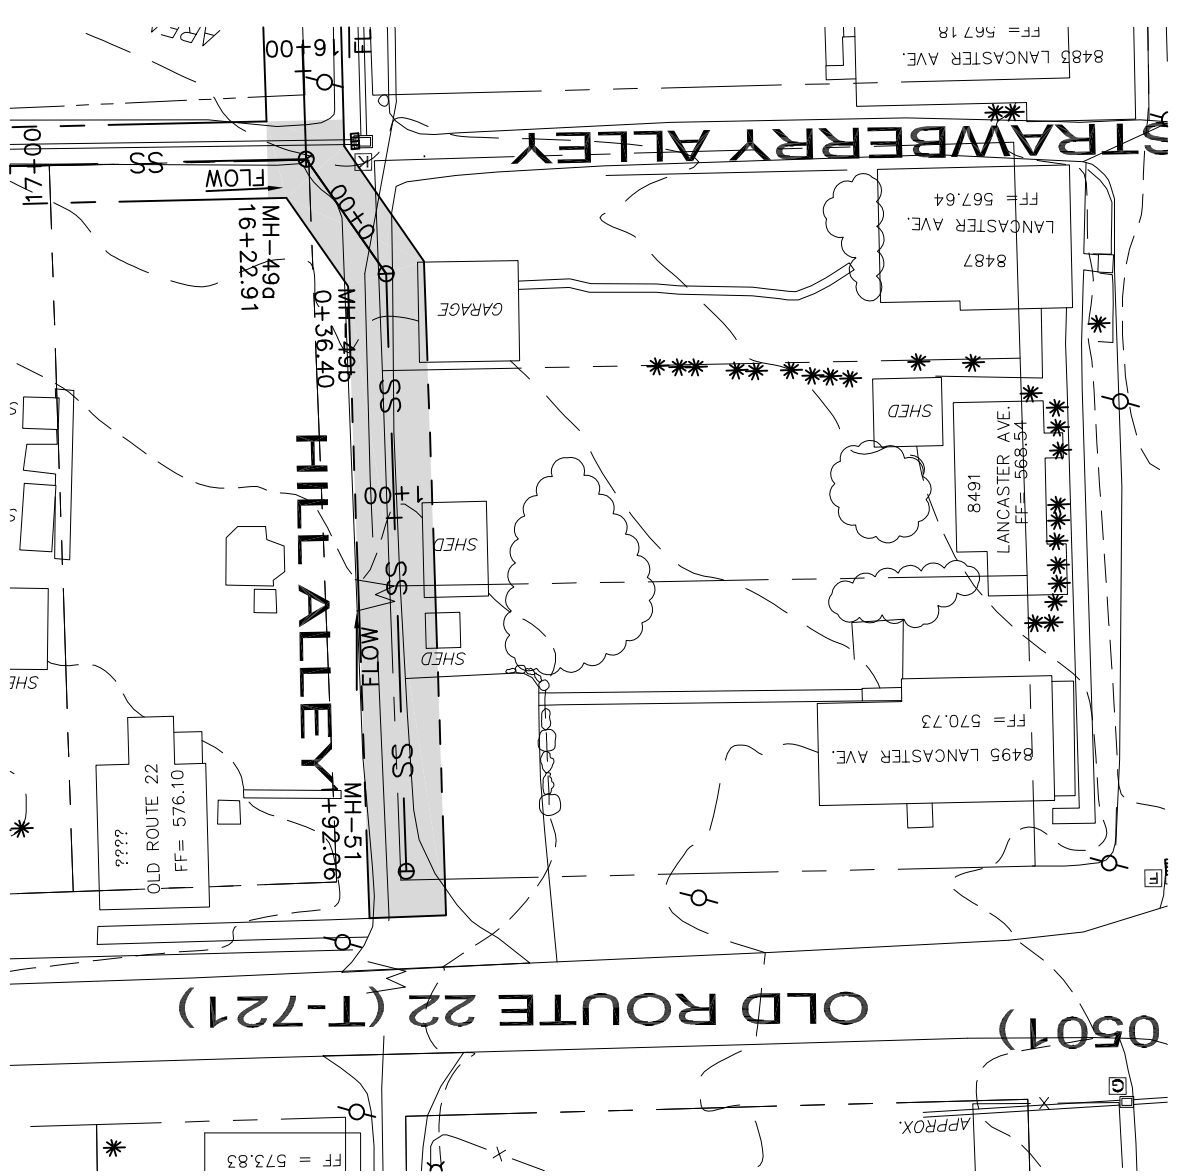 AREA
16+00
FL
FF= 567.18
8483 LANCASTER AVE.
STRAWBERRY ALLEY
17+00
SS
FLOW
MH-49a
16+22.91
0+00
FF= 567.64
LANCASTER AVE.
8487
MH-49b
0+36.40
GARAGE
SS
SHED
8491
LANCASTER AVE.
FF= 568.54
HILL ALLEY
1+00
SHED
SS
FLOW
SHED
SHE
FF= 570.73
8495 LANCASTER AVE.
SS
MH-51
1+92.06
????
OLD ROUTE 22
FF= 576.10
OLD ROUTE 22 (T-721)
0501)
G
X
APPROX.
FF = 573.83
X